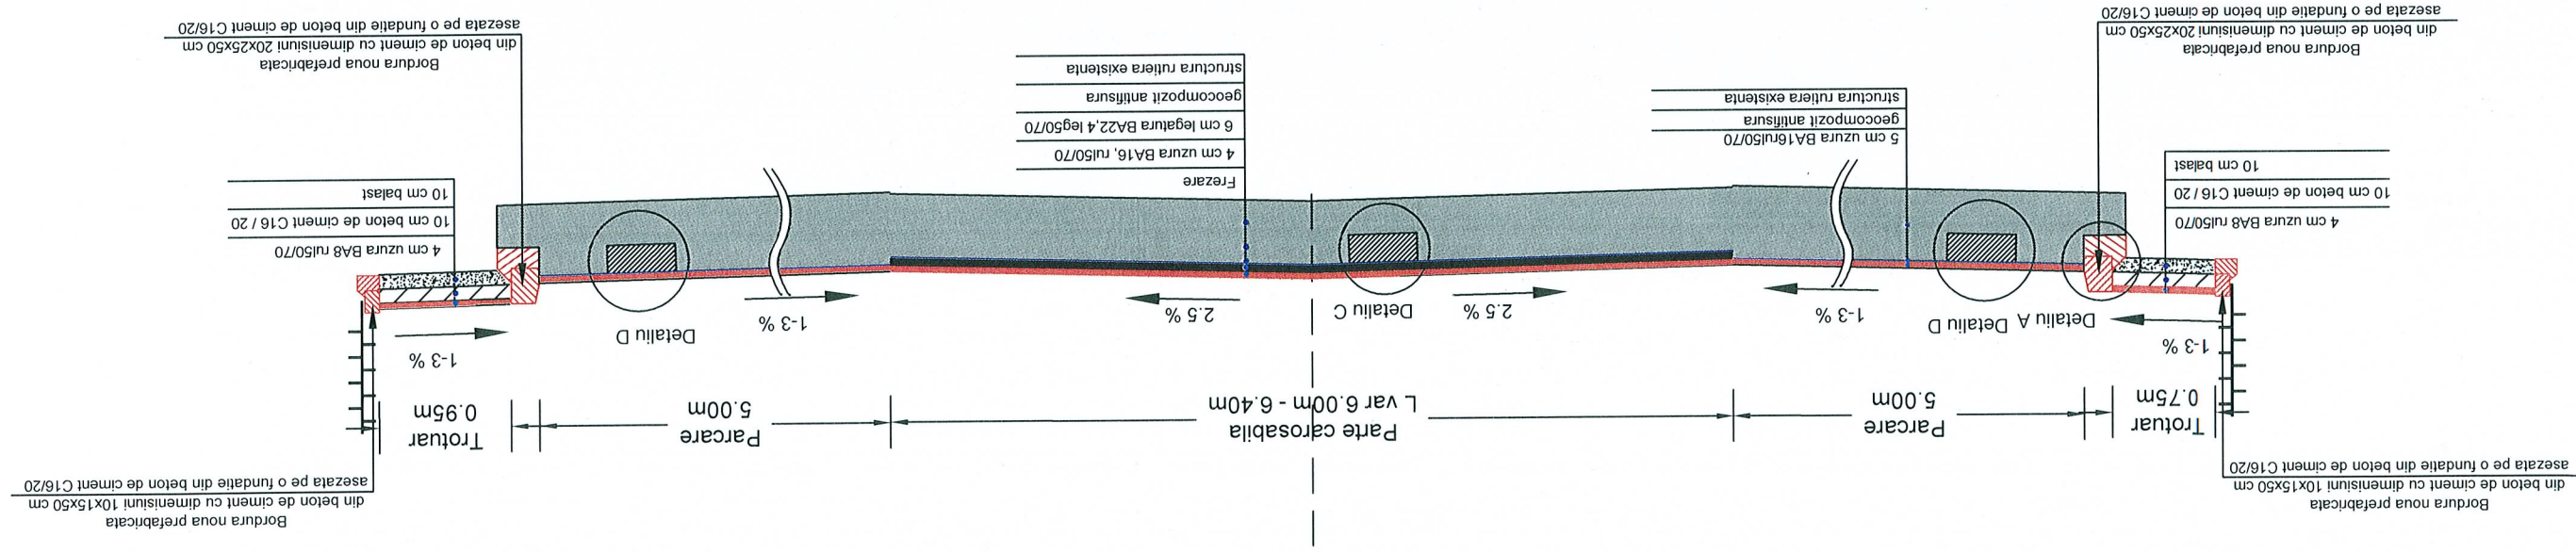 Bordura noua prefabricata
din beton de ciment cu dimenisiuni 10x15x50 cm
asezata pe o fundatie din beton de ciment C16/20
Bordura noua prefabricata
din beton de ciment cu dimenisiuni 10x15x50 cm
asezata pe o fundatie din beton de ciment C16/20
Trotuar
0.75m
Parcare
5.00m
Parte carosabila
L var 6.00m - 6.40m
Parcare
5.00m
Trotuar
0.95m
1-3 %
Detaliu A
Detaliu D
1-3 %
2.5 %
Detaliu C
2.5 %
1-3 %
Detaliu D
1-3 %
4 cm uzura BA8 rul50/70
10 cm beton de ciment C16 / 20
10 cm balast
5 cm uzura BA16rul50/70
geocompozit antifisura
structura rutiera existenta
Frezare
4 cm uzura BA16, rul50/70
6 cm legatura BA22,4 leg50/70
geocompozit antifisura
structura rutiera existenta
4 cm uzura BA8 rul50/70
10 cm beton de ciment C16 / 20
10 cm balast
Bordura noua prefabricata
din beton de ciment cu dimenisiuni 20x25x50 cm
asezata pe o fundatie din beton de ciment C16/20
Bordura noua prefabricata
din beton de ciment cu dimenisiuni 20x25x50 cm
asezata pe o fundatie din beton de ciment C16/20